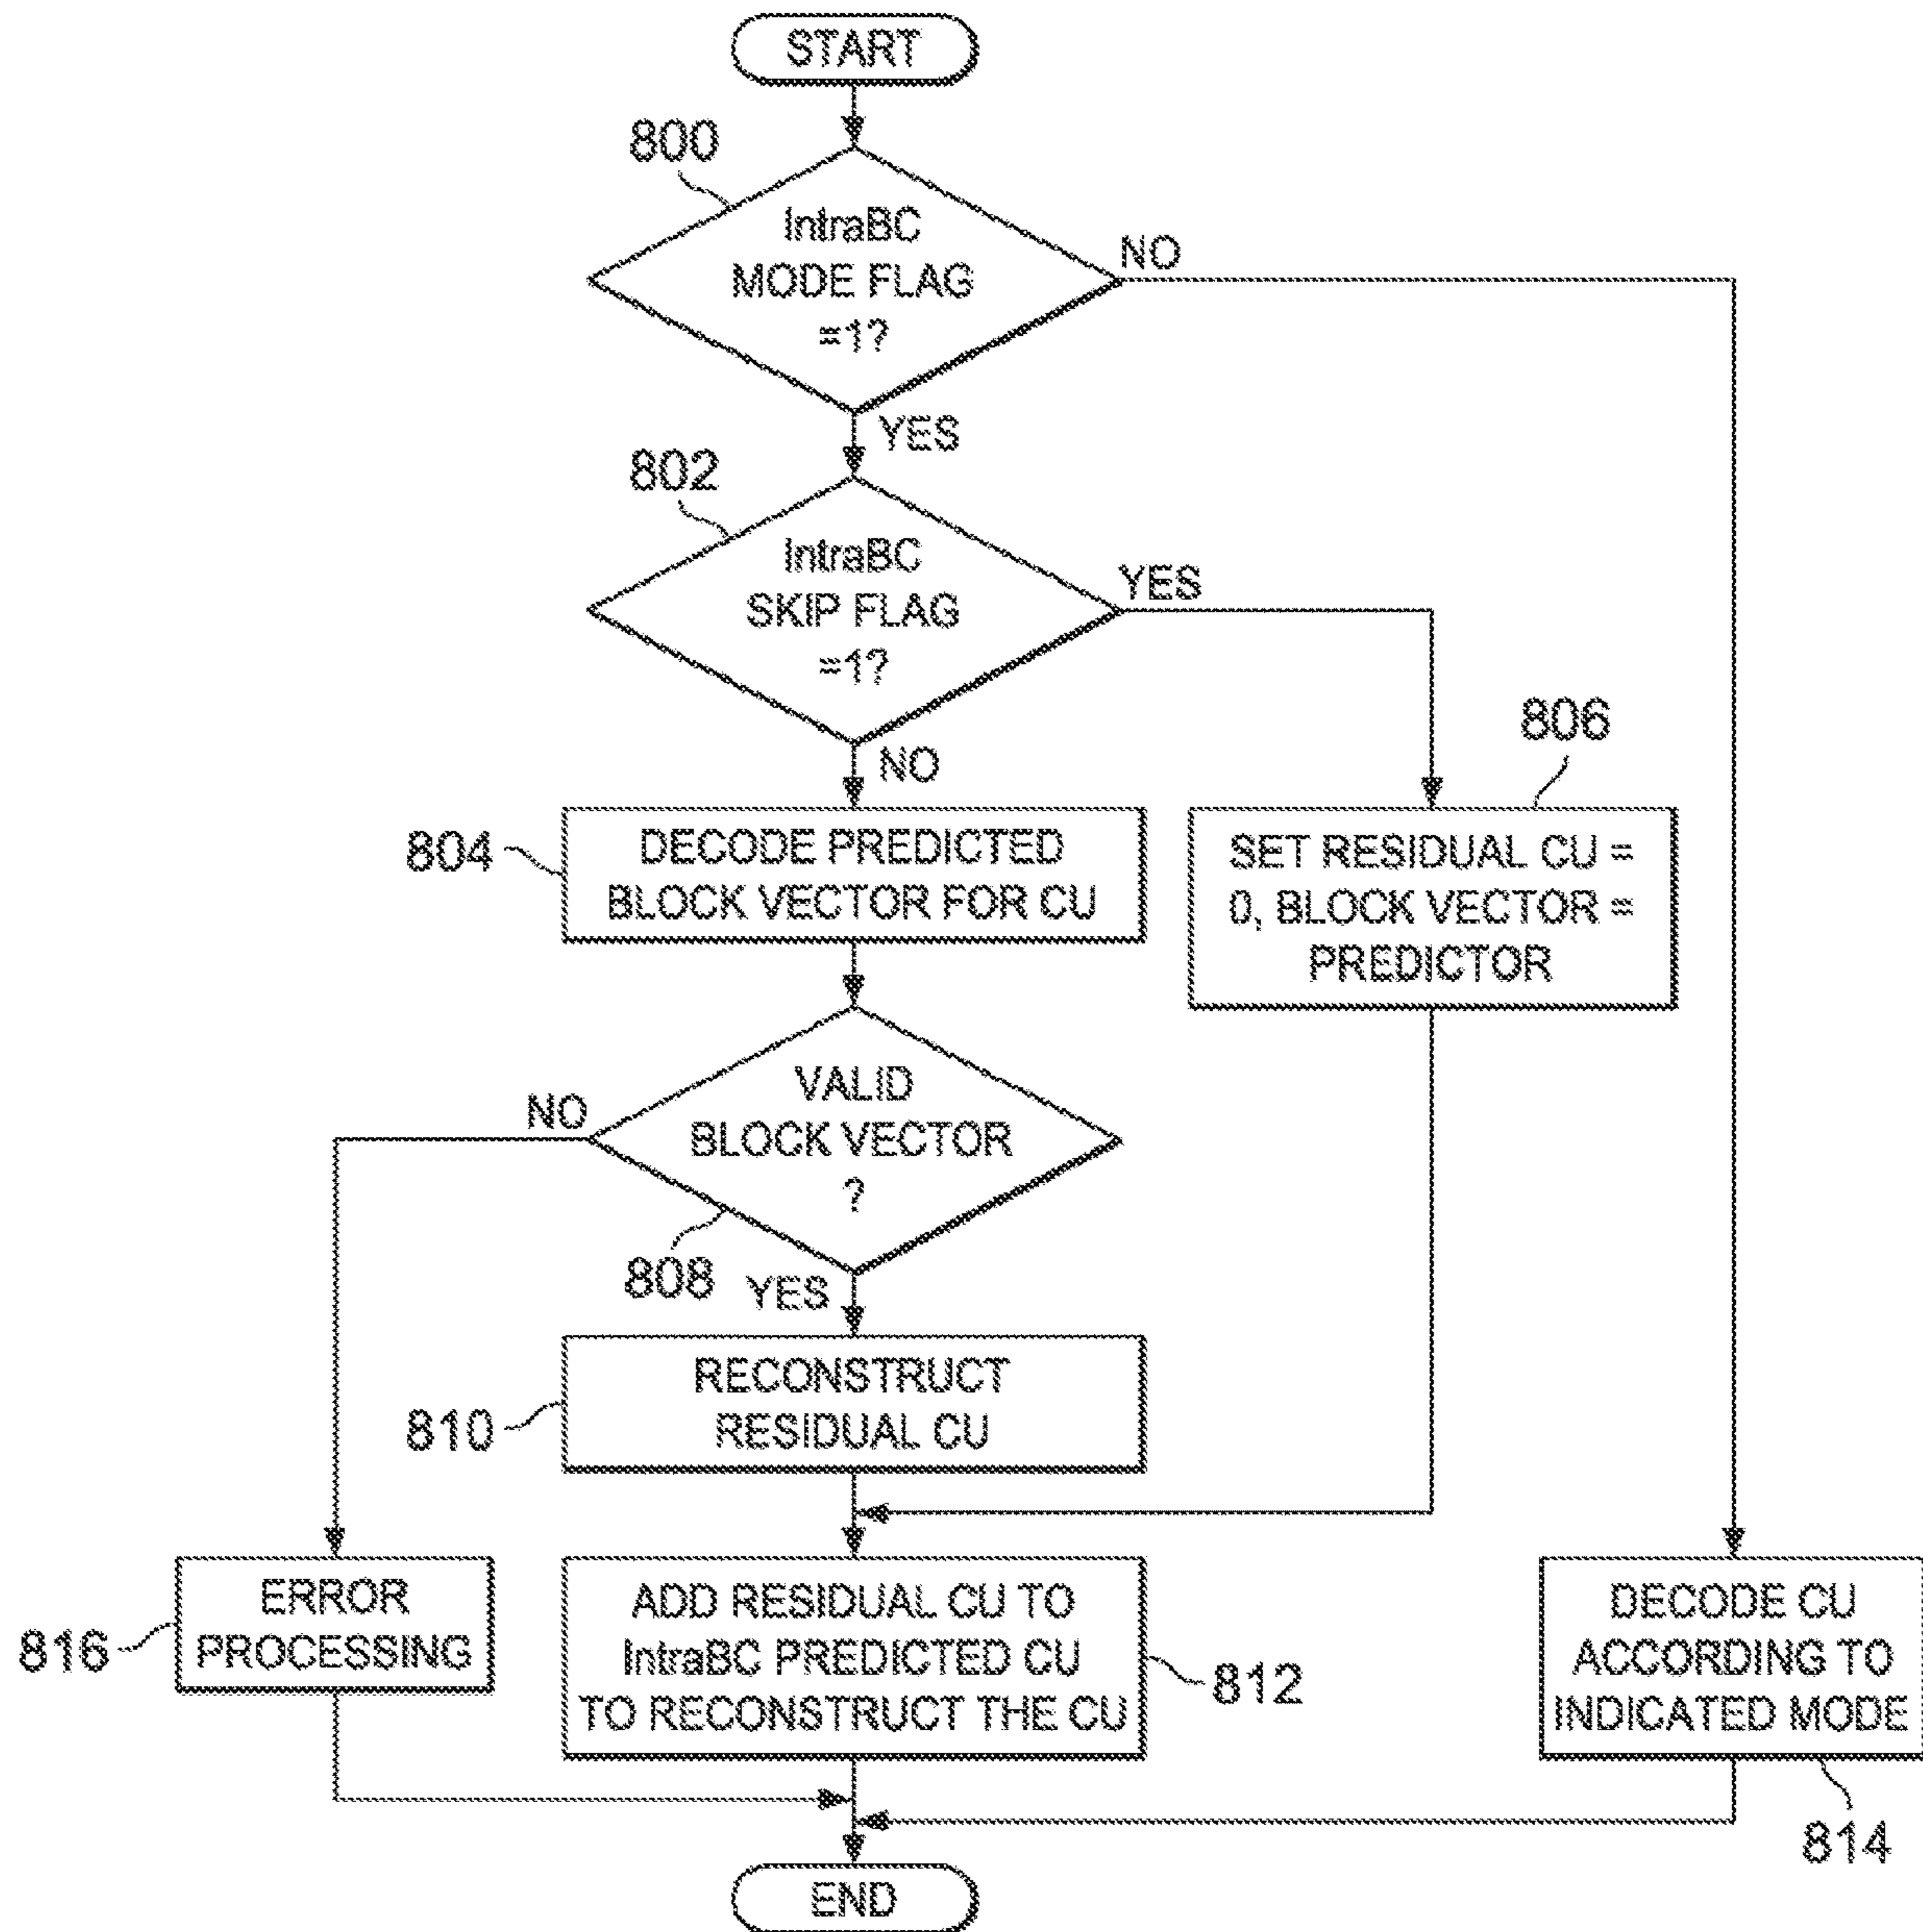 START
800
IntraBC
MODE FLAG
=1?
NO
YES
802
IntraBC
SKIP FLAG
=1?
YES
NO
806
804
DECODE PREDICTED
BLOCK VECTOR FOR CU
SET RESIDUAL CU =
0, BLOCK VECTOR =
PREDICTOR
VALID
BLOCK VECTOR
?
NO
808
YES
810
RECONSTRUCT
RESIDUAL CU
816
ERROR
PROCESSING
ADD RESIDUAL CU TO
IntraBC PREDICTED CU
TO RECONSTRUCT THE CU
812
DECODE CU
ACCORDING TO
INDICATED MODE
814
END